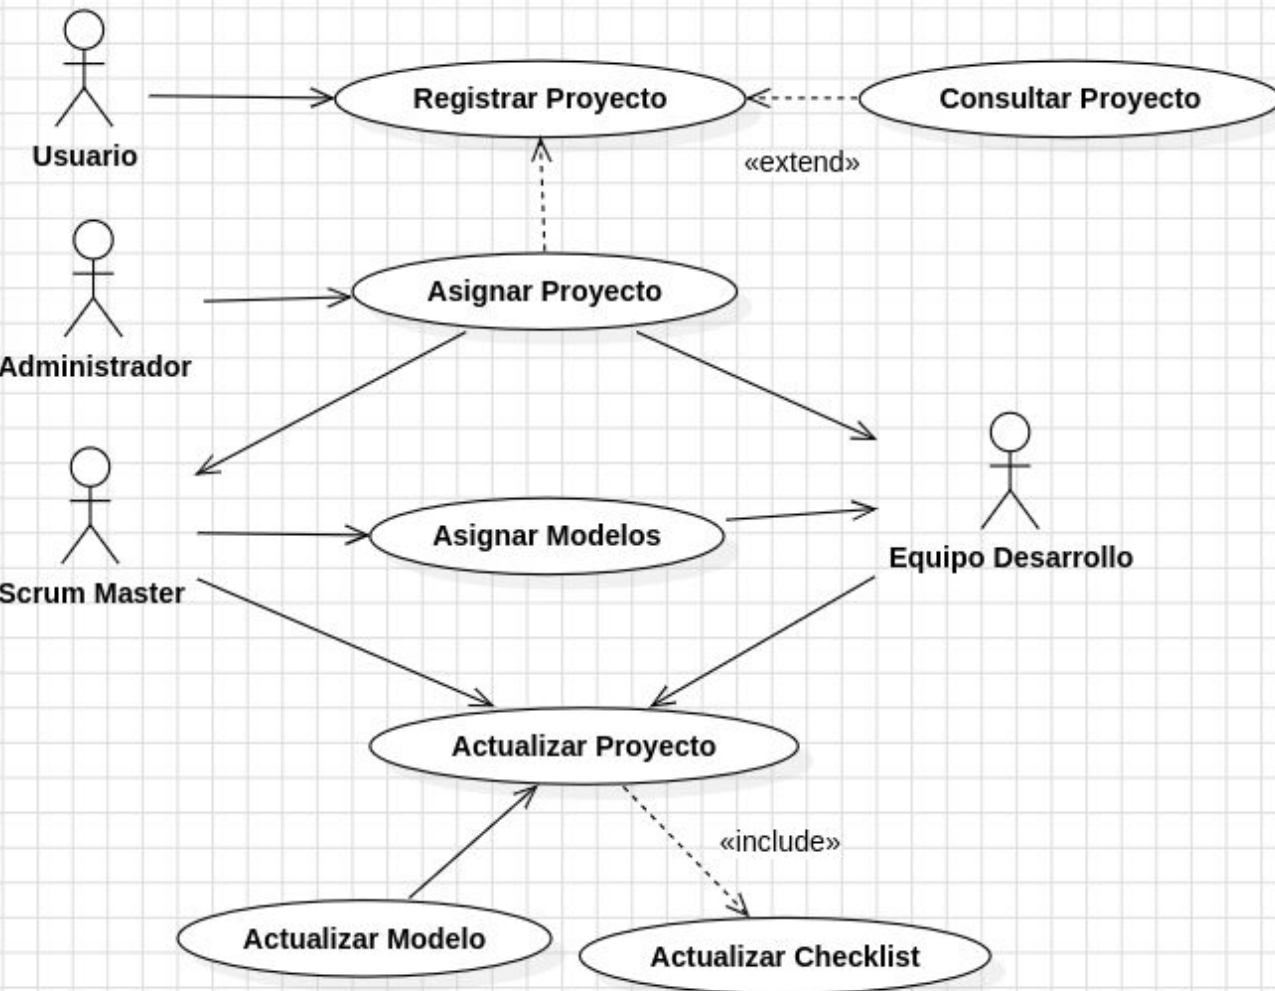 Registrar Proyecto
Consultar Proyecto
Usuario
«extend»
Asignar Proyecto
Administrador
Asignar Modelos
Equipo Desarrollo
Scrum Master
Actualizar Proyecto
«include»
Actualizar Modelo
Actualizar Checklist